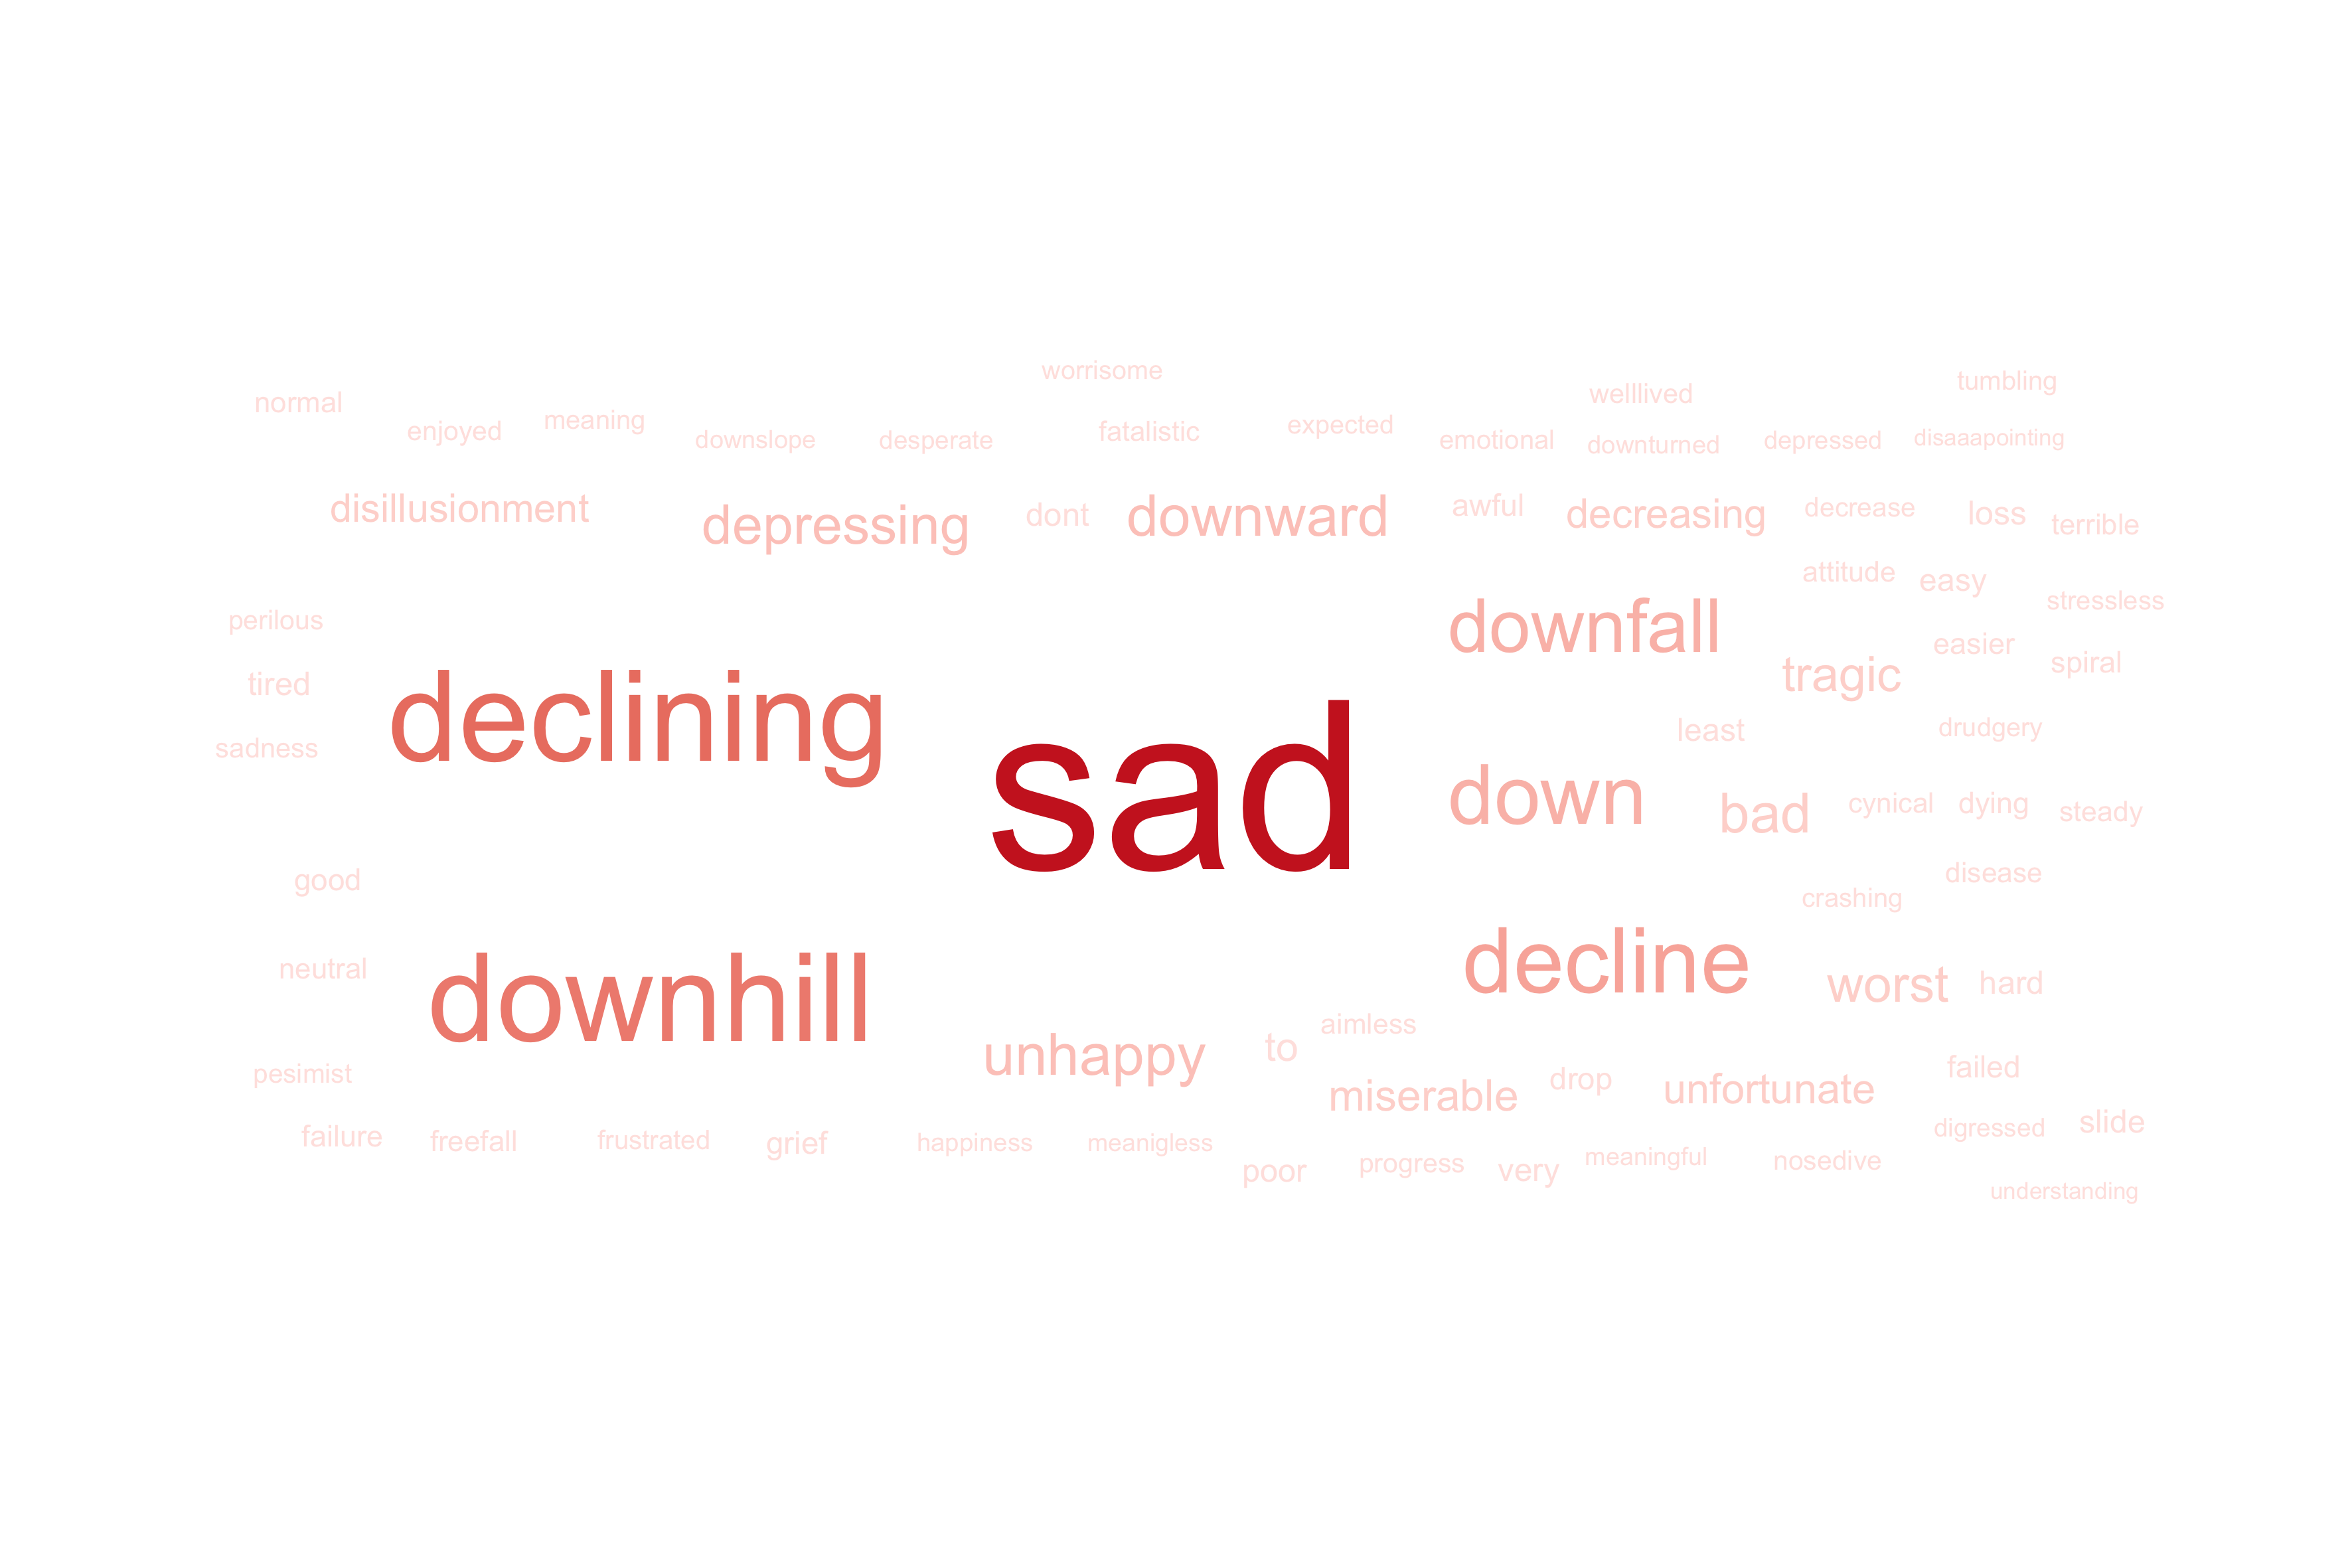 worrisome
normal
enjoyed
meaning
downslope
desperate
fatalistic
expected
emotional
welllived
downturned
depressed
tumbling
disaaapointing
disillusionment
depressing
dont
downward
awful
decreasing
decrease
loss
terrible
attitude
easy
stressless
perilous
downfall
easier
spiral
tired
tragic
sadness
declining
sad
least
drudgery
down
bad
cynical
dying
steady
good
crashing
disease
neutral
downhill
decline
worst
hard
unhappy
to
aimless
pesimist
miserable
drop
unfortunate
failed
failure
freefall
frustrated
grief
happiness
meanigless
poor
progress
very
meaningful
nosedive
digressed
slide
understanding